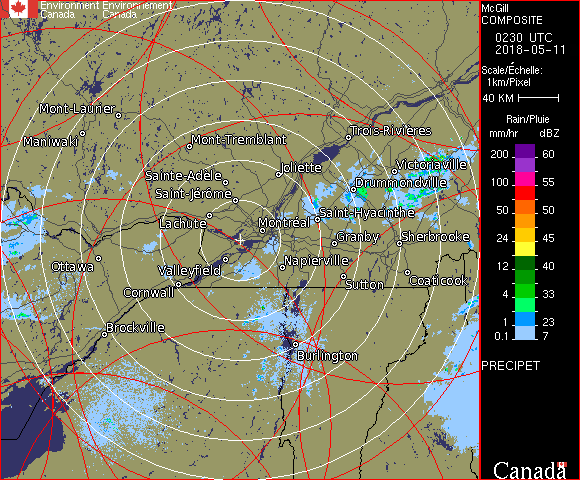 Environment Environnement
Canada Canada
McGill
COMPOSITE
0230 UTC
2018-05-11
Scale/Échelle:
1km/Pixel
40 KM
Rain/Pluie
mm/hr dBZ
200 60
100 55
50 50
24 45
12 40
4 33
1 23
0.1 7
PRECIPET
Canada
Mont-Laurier
Maniwaki
Mont-Tremblant
Trois-Rivières
Joliette
Victoriaville
Sainte-Adèle
Drummondville
Saint-Jérôme
Saint-Hyacinthe
Lachute
Montréal
Granby
Sherbrooke
Ottawa
Valleyfield
Napierville
Cornwall
Sutton
Coaticook
Brockville
Burlington